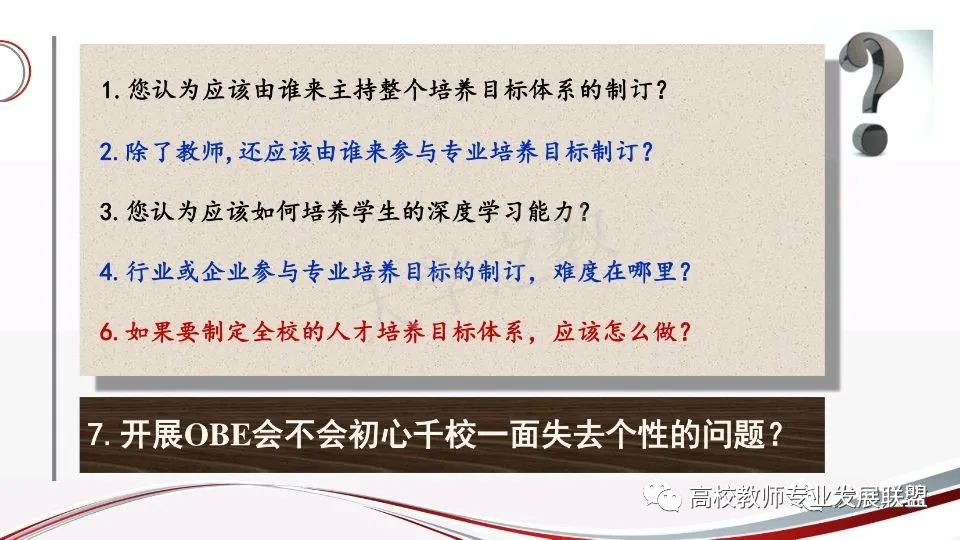 1.您认为应该由谁来主持整个培养目标体系的制订？
2.除了教师,还应该由谁来参与专业培养目标制订？
3.您认为应该如何培养学生的深度学习能力？
4.行业或企业参与专业培养目标的制订，难度在哪里？
6.如果要制定全校的人才培养目标体系，应该怎么做？
7.开展OBE会不会初心千校一面失去个性的问题？
高校教师专业发展联盟